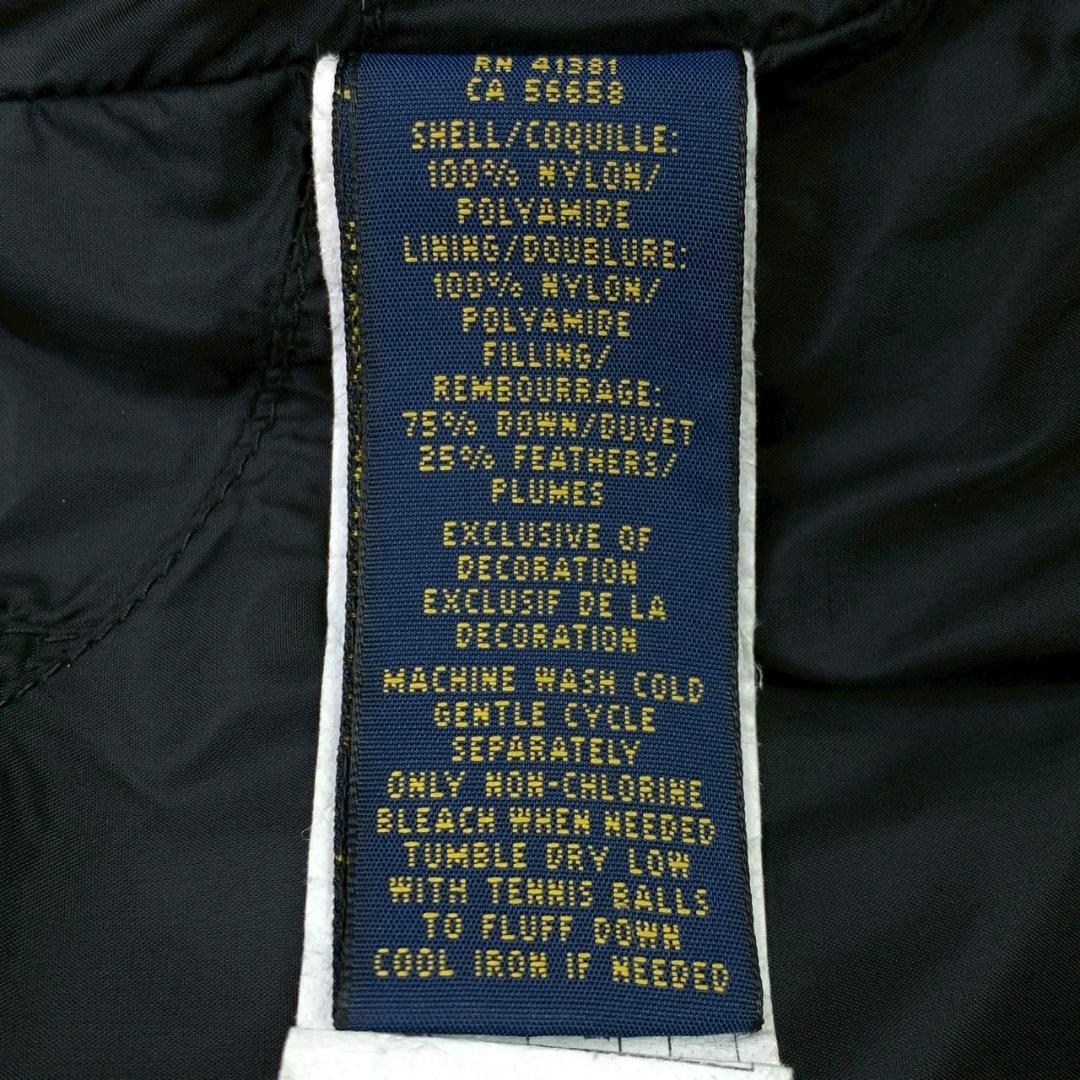 RN 41381
CA 56658
SHELL/COQUILLE:
100% NYLON/
POLYAMIDE
LINING/DOUBLURE:
100% NYLON/
POLYAMIDE
FILLING/
REMBOURRAGE:
75% DOWN/DUVET
25% FEATHERS/
PLUMES
EXCLUSIVE OF
DECORATION
EXCLUSIF DE LA
DECORATION
MACHINE WASH COLD
GENTLE CYCLE
SEPARATELY
ONLY NON-CHLORINE
BLEACH WHEN NEEDED
TUMBLE DRY LOW
WITH TENNIS BALLS
TO FLUFF DOWN
COOL IRON IF NEEDED